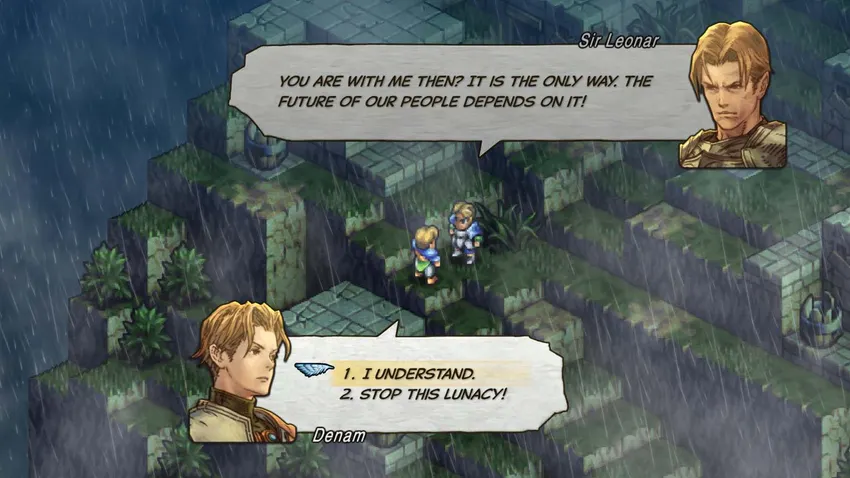 Sir Leonar
YOU ARE WITH ME THEN? IT IS THE ONLY WAY. THE
FUTURE OF OUR PEOPLE DEPENDS ON IT!
1. I UNDERSTAND.
2. STOP THIS LUNACY!
Denam